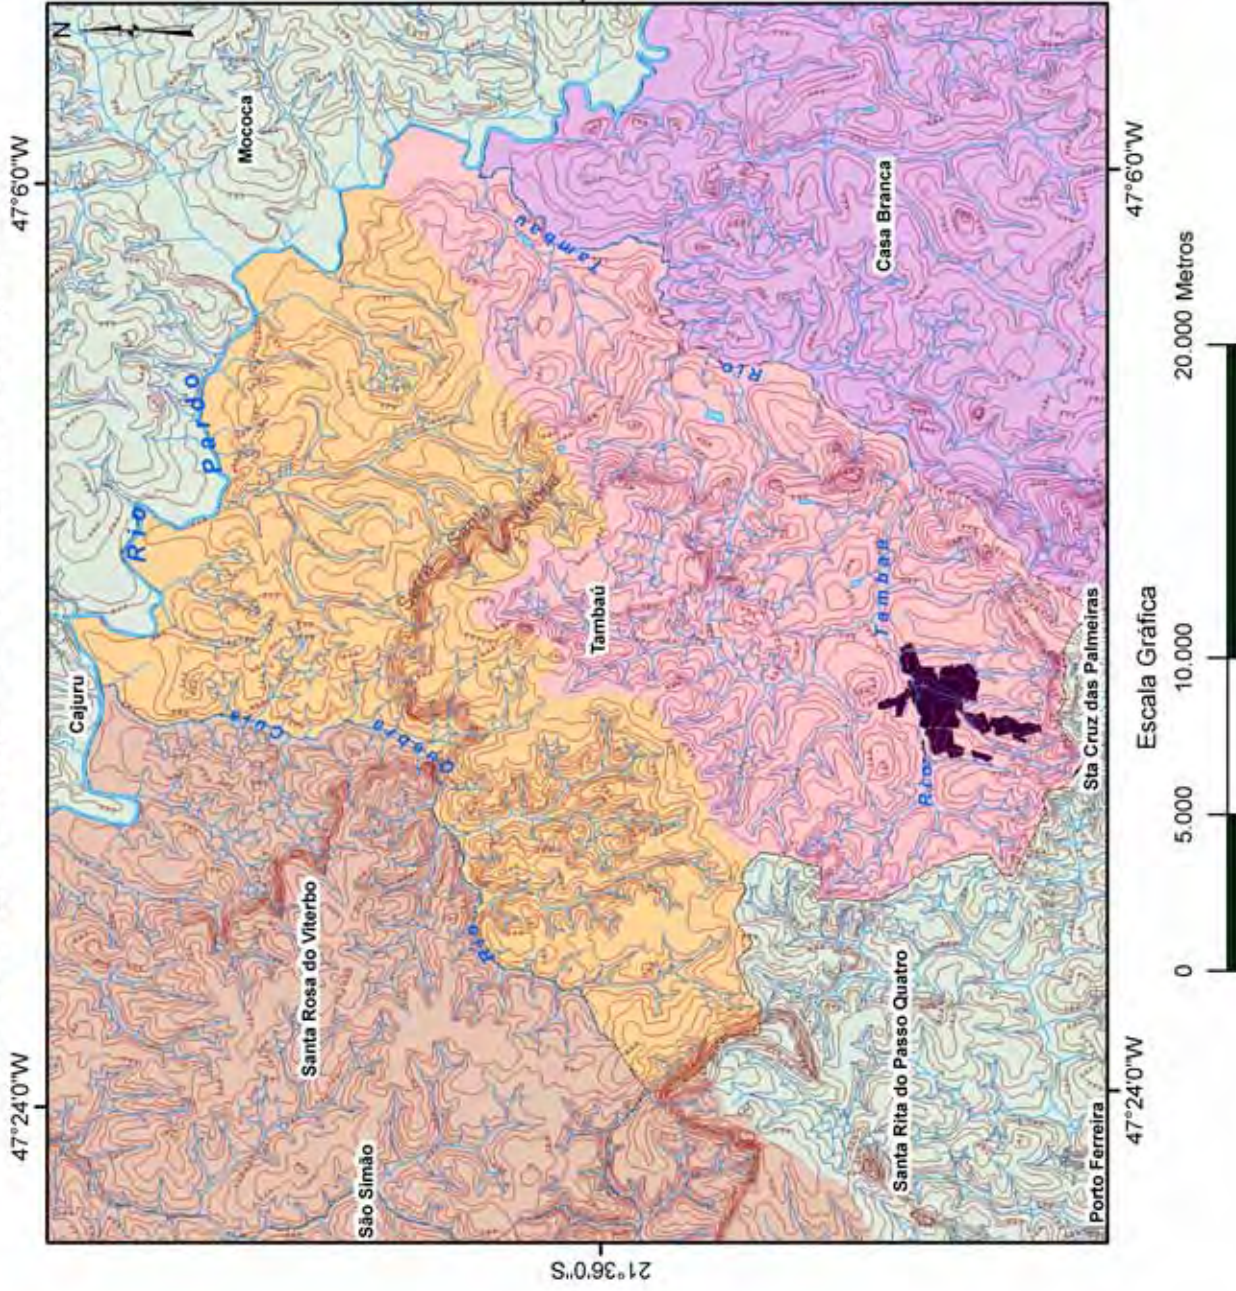 47°24'0"W
47°6'0"W
N
Cajuru
Rio Pardo
Mococa
Santa Rosa do Viterbo
São Simão
Rio Quebra Cuia
21°36'0"S
Tambaú
Rio Tambaú
Casa Branca
Rio Tambaú
Santa Rita do Passo Quatro
Porto Ferreira
Sta Cruz das Palmeiras
47°24'0"W
47°6'0"W
Escala Gráfica
0 5.000 10.000 20.000 Metros